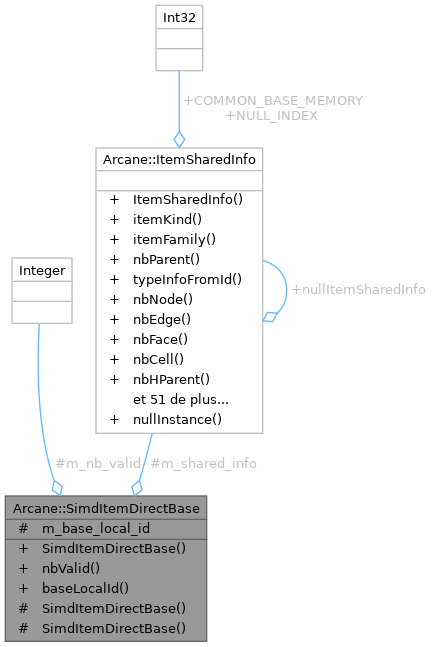 Int32
+COMMON_BASE_MEMORY
+NULL_INDEX
Arcane::ItemSharedInfo
+ ItemSharedInfo()
+ itemKind()
+ itemFamily()
+ nbParent()
+ typeInfoFromId()
+ nbNode()
+ nbEdge()
+ nbFace()
+ nbCell()
+ nbHParent()
et 51 de plus...
+ nullInstance()
+nullItemSharedInfo
Integer
#m_nb_valid
#m_shared_info
Arcane::SimdItemDirectBase
# m_base_local_id
+ SimdItemDirectBase()
+ nbValid()
+ baseLocalId()
# SimdItemDirectBase()
# SimdItemDirectBase()